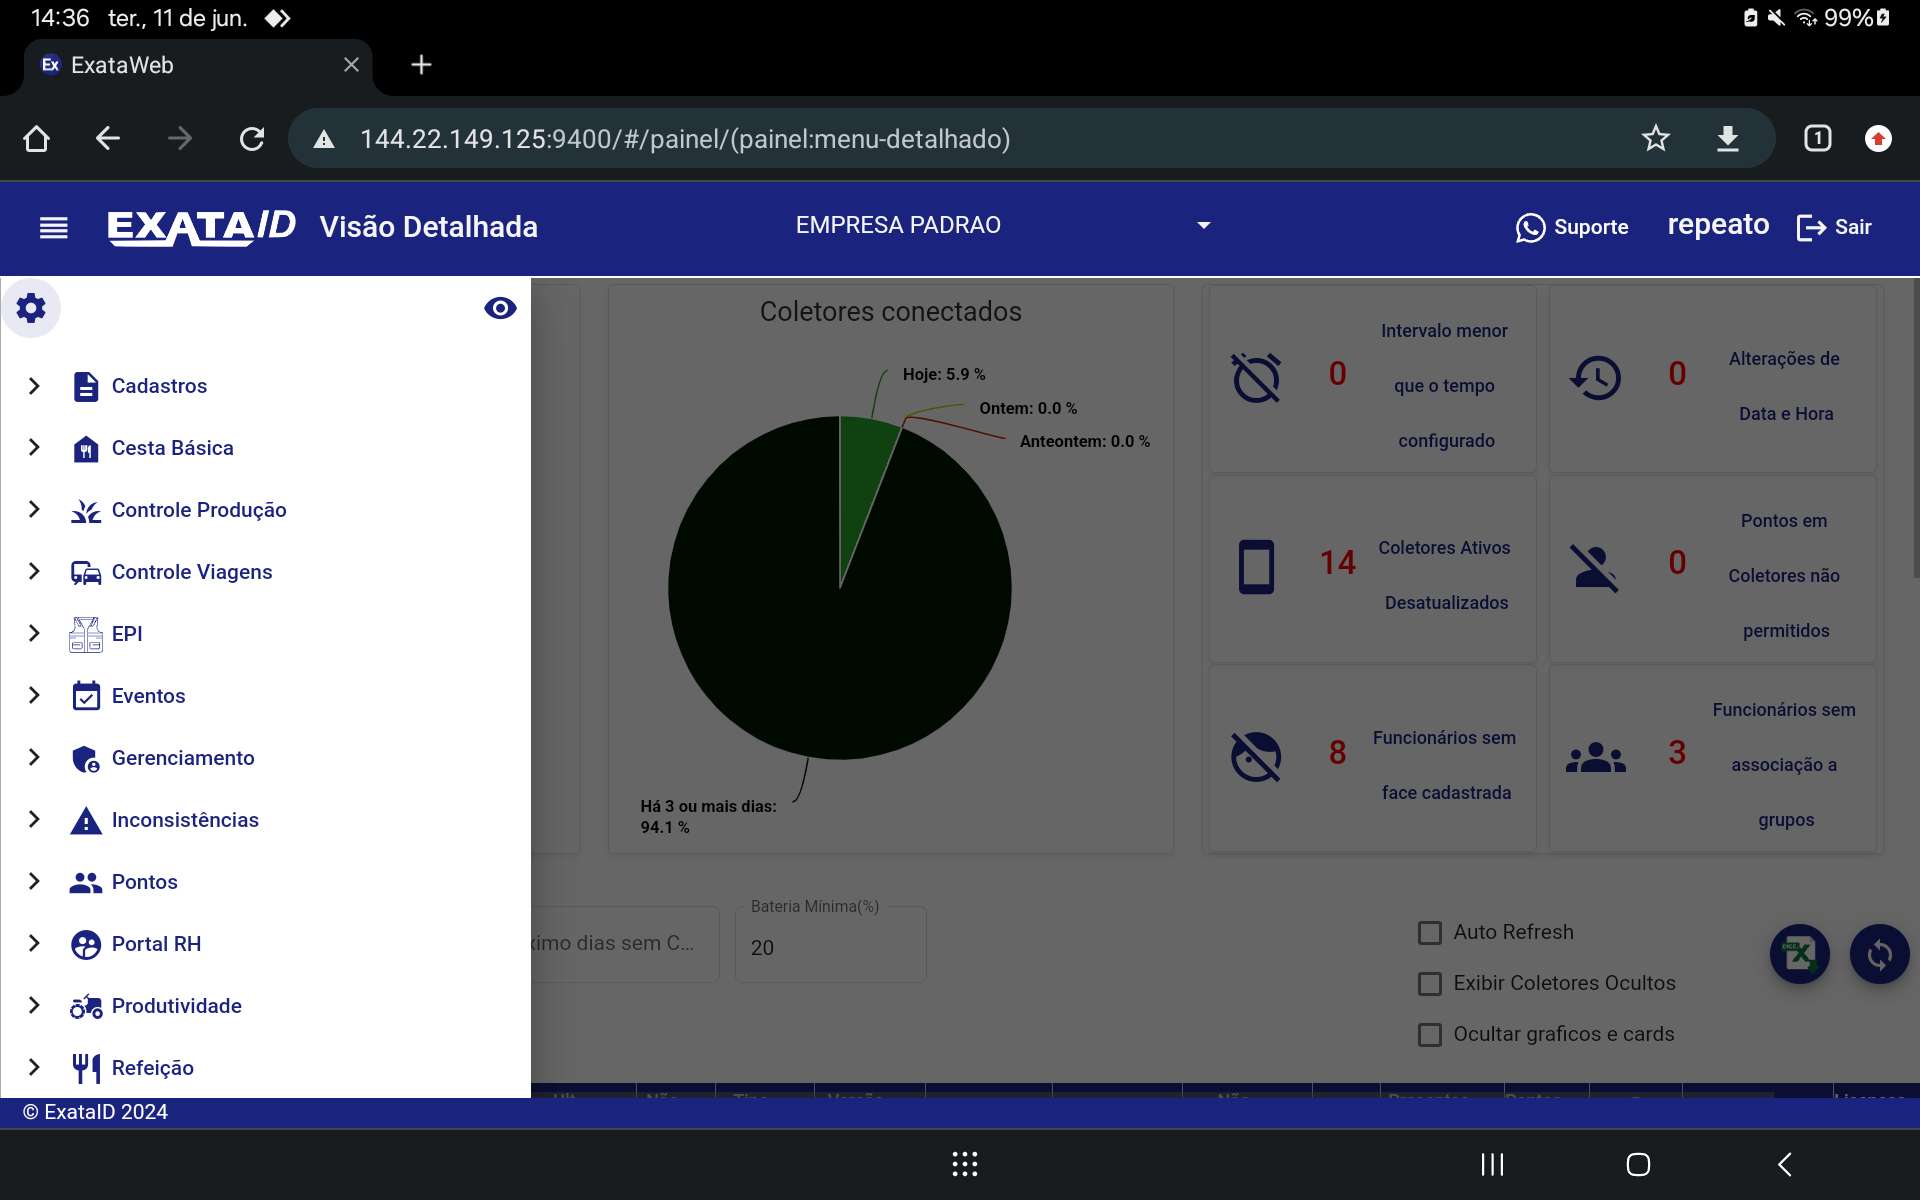 14:36 ter., 11 de jun. 99%
Ex ExataWeb
144.22.149.125:9400/#/painel/(painel:menu-detalhado) 1
EXATAID Visão Detalhada EMPRESA PADRAO Suporte repeato Sair
Cadastros
Cesta Básica
Controle Produção
Controle Viagens
EPI
Eventos
Gerenciamento
Inconsistências
Pontos
Portal RH
Produtividade
Refeição
Coletores conectados
Hoje: 5.9 %
Ontem: 0.0 %
Anteontem: 0.0 %
Há 3 ou mais dias:
94.1 %
0 Intervalo menor
que o tempo
configurado
0 Alterações de
Data e Hora
14 Coletores Ativos
Desatualizados
0 Pontos em
Coletores não
permitidos
8 Funcionários sem
face cadastrada
3 Funcionários sem
associação a
grupos
ximo dias sem C...
Bateria Mínima(%)
20
Auto Refresh
Exibir Coletores Ocultos
Ocultar graficos e cards
© ExataID 2024